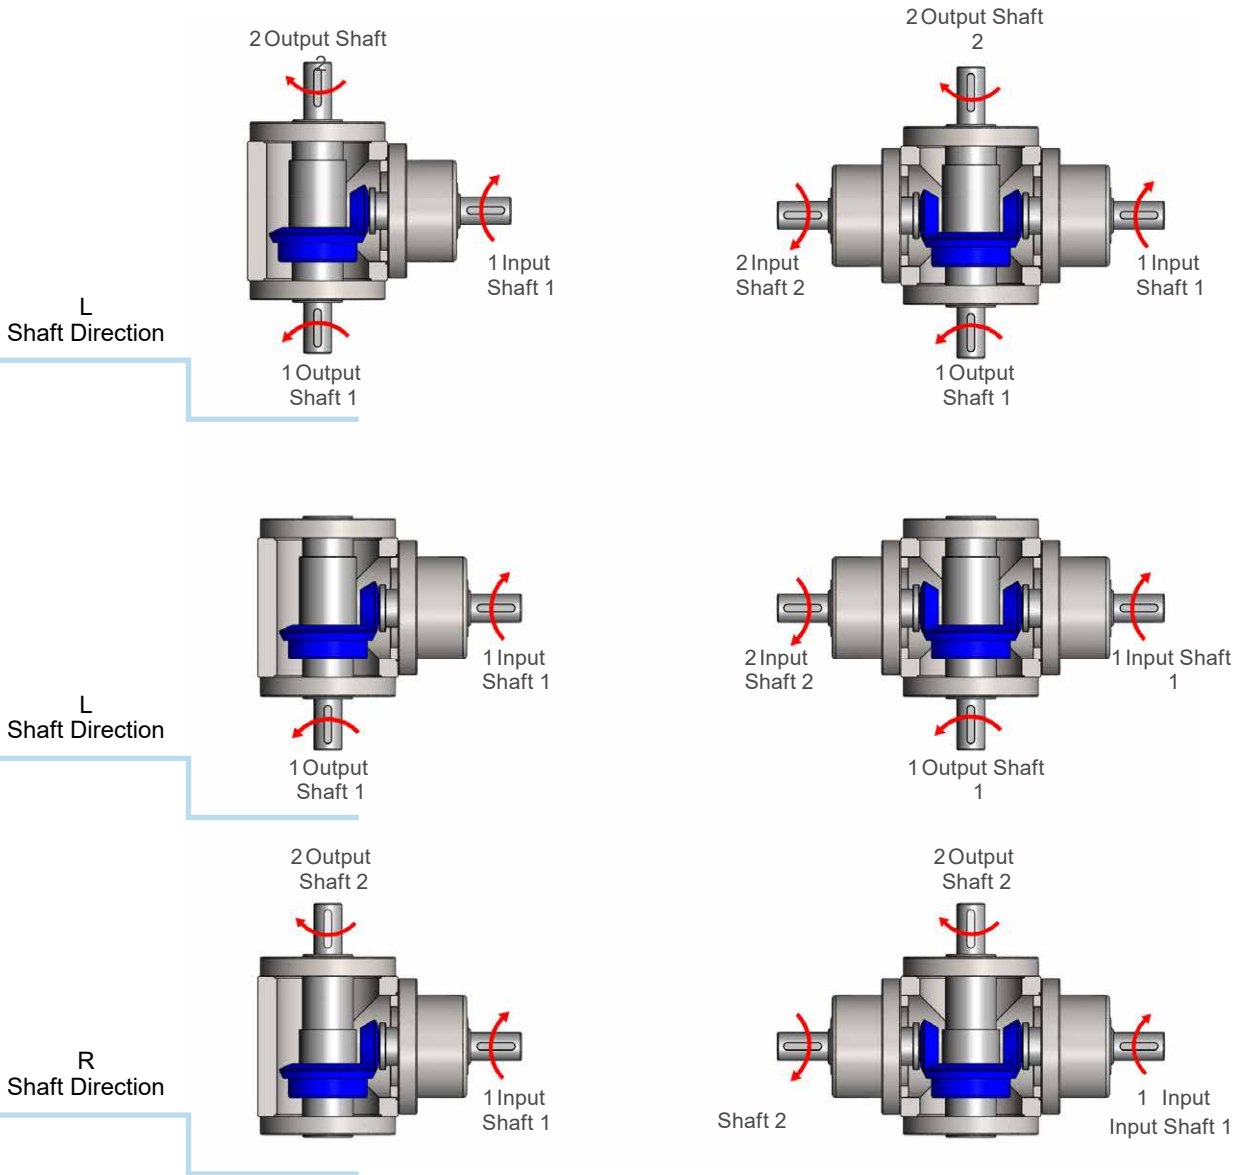 2 Output Shaft
2
2 Output Shaft
2
1 Input
Shaft 1
2 Input
Shaft 2
1 Input
Shaft 1
L
Shaft Direction
1 Output
Shaft 1
1 Output
Shaft 1
1 Input
Shaft 1
2 Input
Shaft 2
1 Input Shaft
1
L
Shaft Direction
1 Output
Shaft 1
1 Output Shaft
1
2 Output
Shaft 2
2 Output
Shaft 2
R
Shaft Direction
1 Input
Shaft 1
Shaft 2
1 Input
Input Shaft 1